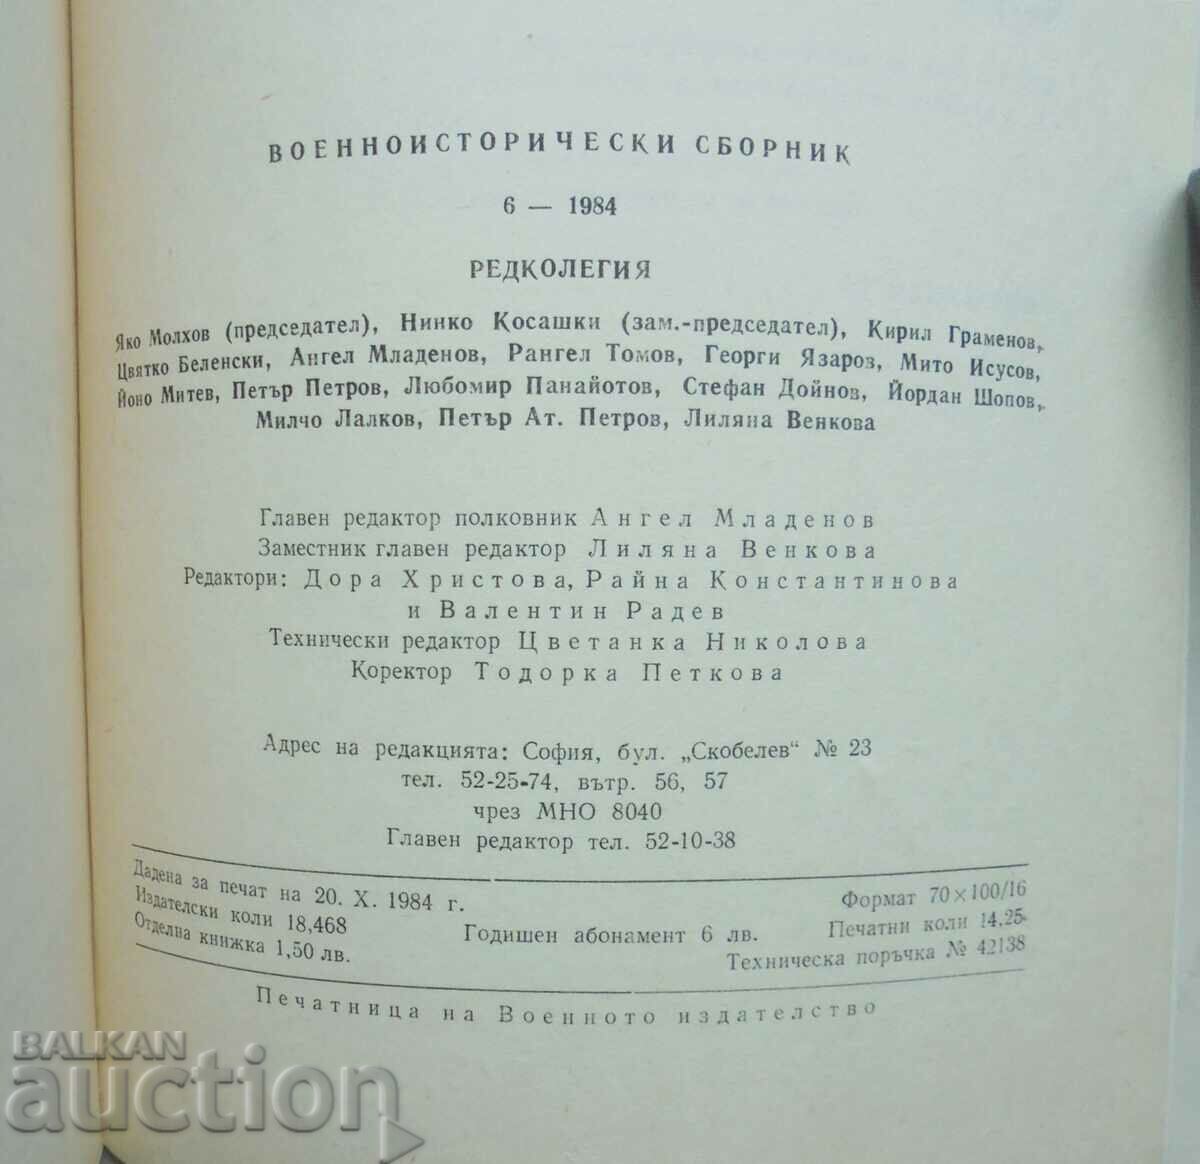 ВОЕННОИСТОРИЧЕСКИ СБОРНИК
6 — 1984
РЕДКОЛЕГИЯ
Яко Молхов (председател), Нинко Косашки (зам.-председател), Кирил Граменов,
Цвятко Беленски, Ангел Младенов, Рангел Томов, Георги Язаров, Мито Исусов,
Йоно Митев, Петър Петров, Любомир Панайотов, Стефан Дойнов, Йордан Шопов,
Милчо Лалков, Петър Ат. Петров, Лиляна Венкова
Главен редактор полковник Ангел Младенов
Заместник главен редактор Лиляна Венкова
Редактори: Дора Христова, Райна Константинова
и Валентин Радев
Технически редактор Цветанка Николова
Коректор Тодорка Петкова
Адрес на редакцията: София, бул. „Скобелев“ № 23
тел. 52-25-74, вътр. 56, 57
чрез МНО 8040
Главен редактор тел. 52-10-38
Дадена за печат на 20. X. 1984 г. Формат 70×100/16
Издателски коли 18,468 Годишен абонамент 6 лв. Печатни коли 14,25
Отделна книжка 1,50 лв. Техническа поръчка № 42138
Печатница на Военното издателство
BALKAN
auction